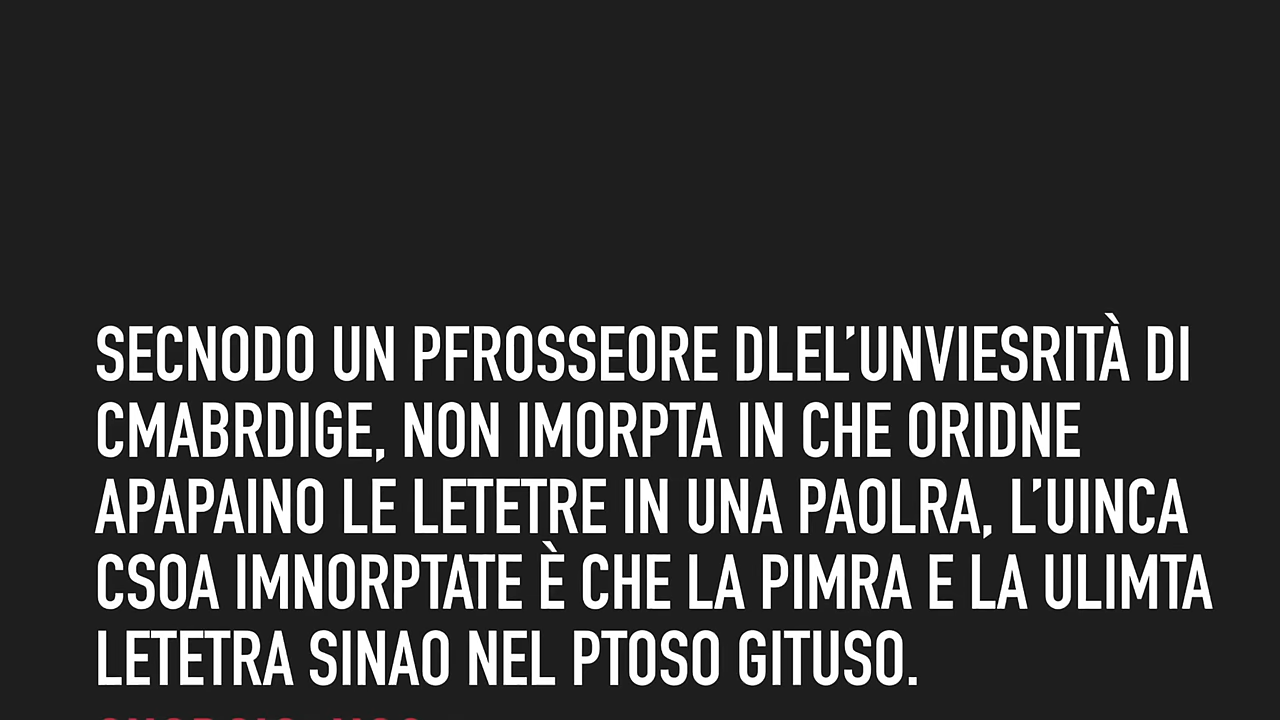 SECNODO UN PFROSSEORE DLEL’UNVIESRITÀ DI
CMABRDIGE, NON IMORPTA IN CHE ORIDNE
APAPAINO LE LETETRE IN UNA PAOLRA, L’UINCA
CSOA IMNORPTATE È CHE LA PIMRA E LA ULIMTA
LETETRA SINAO NEL PTOSO GITUSO.